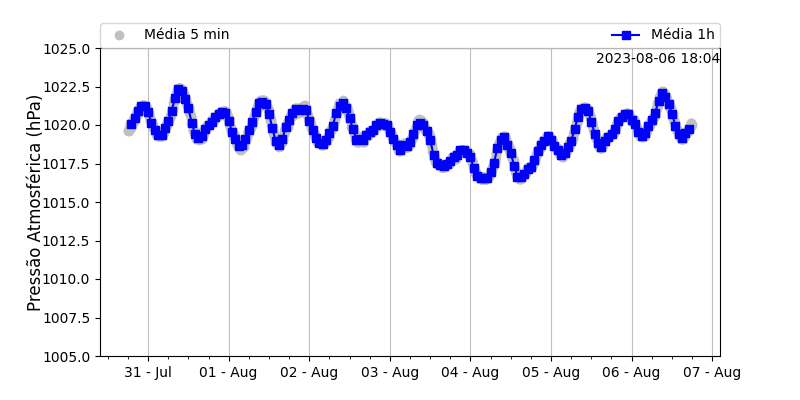 Média 5 min
Média 1h
2023-08-06 18:04
Pressão Atmosférica (hPa)
1025.0
1022.5
1020.0
1017.5
1015.0
1012.5
1010.0
1007.5
1005.0
31 - Jul
01 - Aug
02 - Aug
03 - Aug
04 - Aug
05 - Aug
06 - Aug
07 - Aug